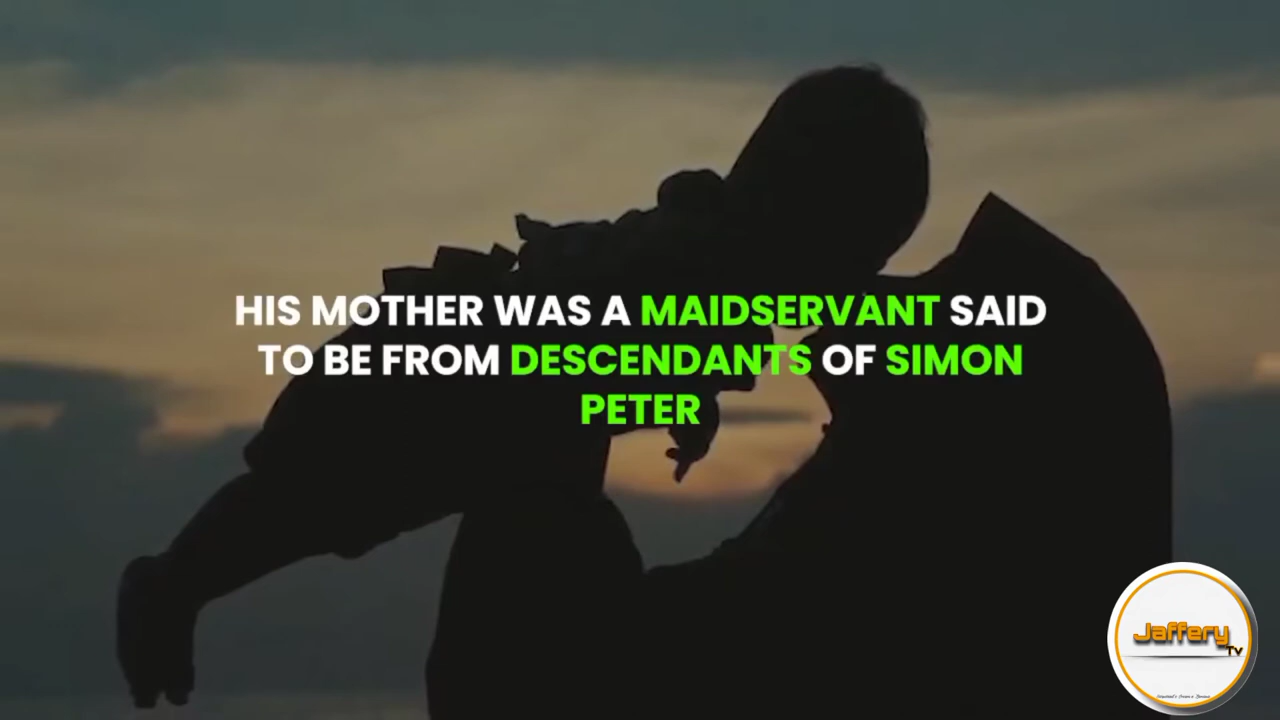 HIS MOTHER WAS A MAIDSERVANT SAID
TO BE FROM DESCENDANTS OF SIMON
PETER
Jaffery
Tv